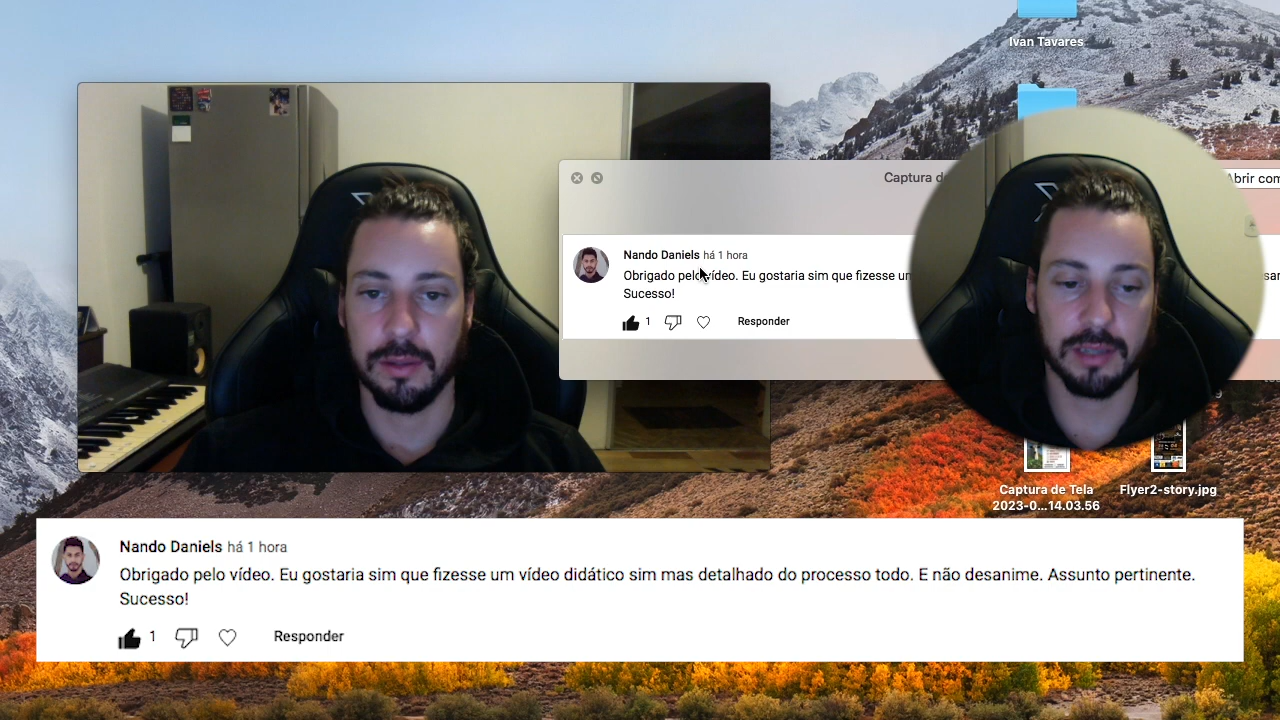 Ivan Tavares
Captura de
Abrir com
Nando Daniels há 1 hora
Obrigado pelo vídeo. Eu gostaria sim que fizesse um
Sucesso!
1
Responder
Captura de Tela
2023-0...14.03.56
Flyer2-story.jpg
Nando Daniels há 1 hora
Obrigado pelo vídeo. Eu gostaria sim que fizesse um vídeo didático sim mas detalhado do processo todo. E não desanime. Assunto pertinente.
Sucesso!
1
Responder